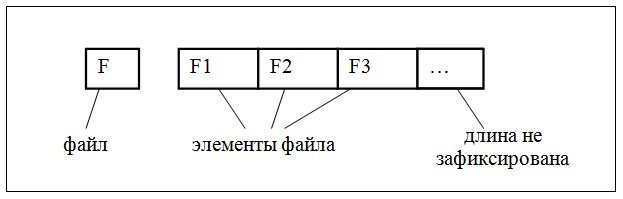 F F1 F2 F3 ...
файл элементы файла длина не
зафиксирована